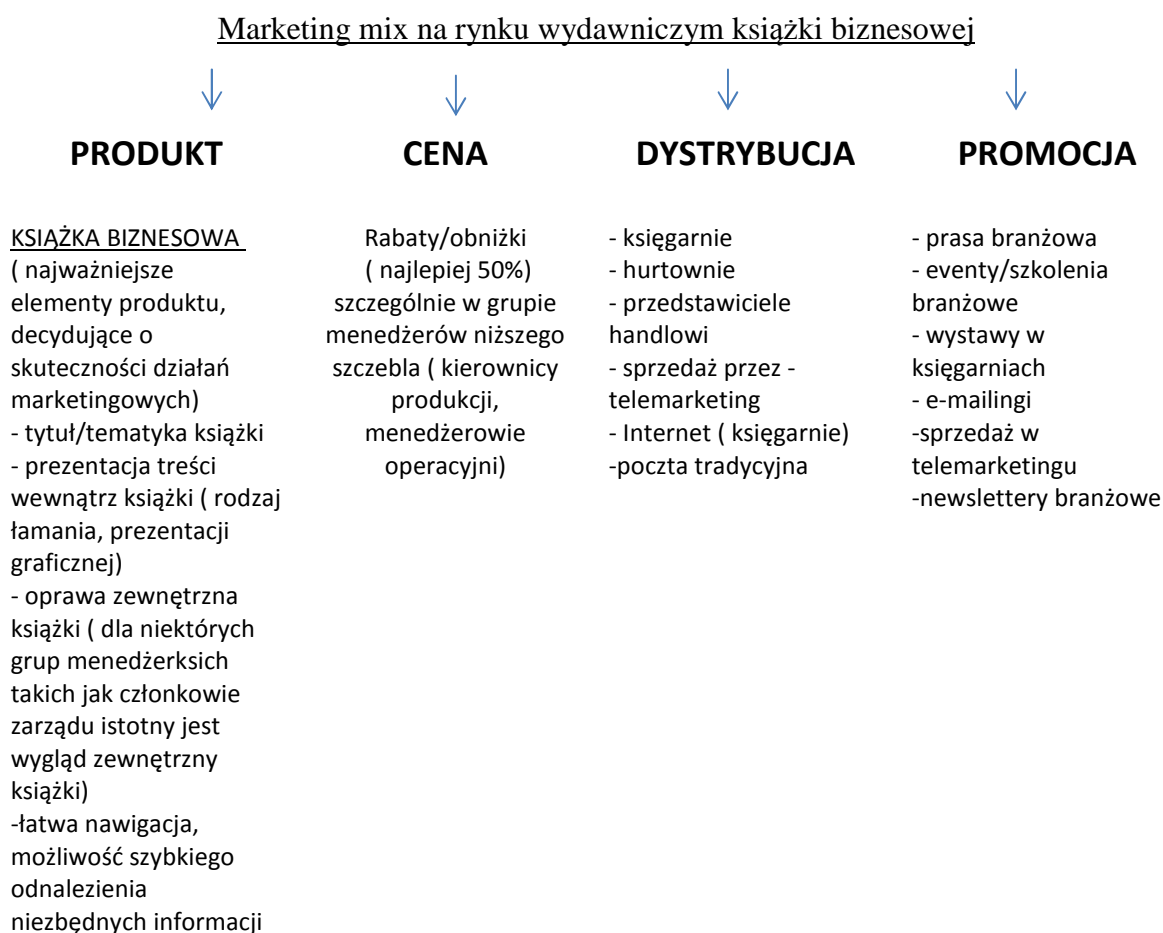 Marketing mix na rynku wydawniczym książki biznesowej
PRODUKT
CENA
DYSTRYBUCJA
PROMOCJA
KSIĄŻKA BIZNESOWA
( najważniejsze
elementy produktu,
decydujące o
skuteczności działań
marketingowych)
- tytuł/tematyka książki
- prezentacja treści
wewnątrz książki ( rodzaj
łamania, prezentacji
graficznej)
- oprawa zewnętrzna
książki ( dla niektórych
grup menedżerksich
takich jak członkowie
zarządu istotny jest
wygląd zewnętrzny
książki)
-łatwa nawigacja,
możliwość szybkiego
odnalezienia
niezbędnych informacji
Rabaty/obniżki
( najlepiej 50%)
szczególnie w grupie
menedżerów niższego
szczebla ( kierownicy
produkcji,
menedżerowie
operacyjni)
- księgarnie
- hurtownie
- przedstawiciele
handlowi
- sprzedaż przez -
telemarketing
- Internet ( księgarnie)
-poczta tradycyjna
- prasa branżowa
- eventy/szkolenia
branżowe
- wystawy w
księgarniach
- e-mailingi
-sprzedaż w
telemarketingu
-newslettery branżowe